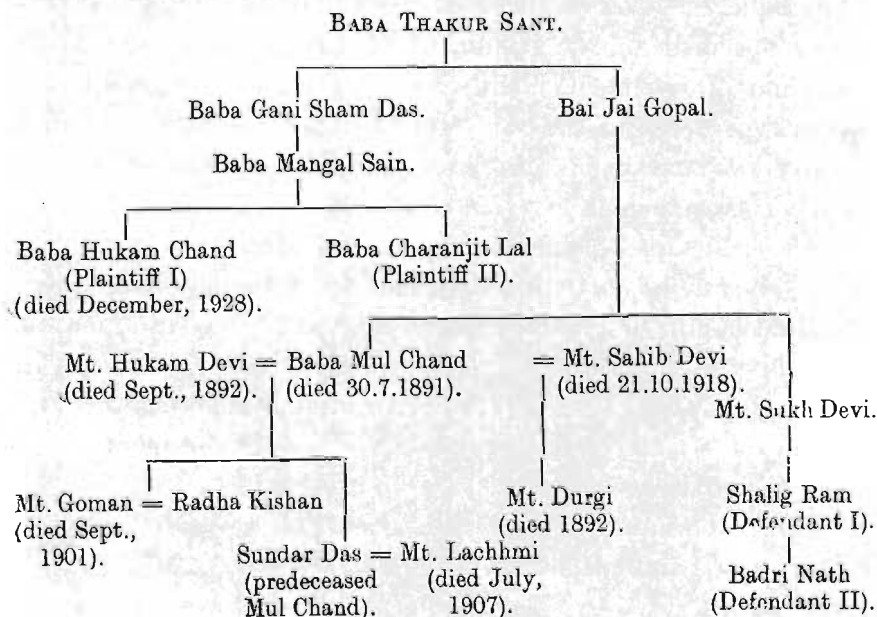 BABA THAKUR SANT.
Baba Gani Sham Das. Bai Jai Gopal.
Baba Mangal Sain.
Baba Hukam Chand Baba Charanjit Lal
(Plaintiff I) (Plaintiff II).
(died December, 1928).
Mt. Hukam Devi = Baba Mul Chand = Mt. Sahib Devi
(died Sept., 1892). (died 30.7.1891). (died 21.10.1918).
Mt. Sukh Devi.
Mt. Goman = Radha Kishan Mt. Durgi Shalig Ram
(died Sept., (died 1892). (Defendant I).
1901).
Sundar Das = Mt. Lachhmi Badri Nath
(predeceased (died July, (Defendant II).
Mul Chand). 1907).